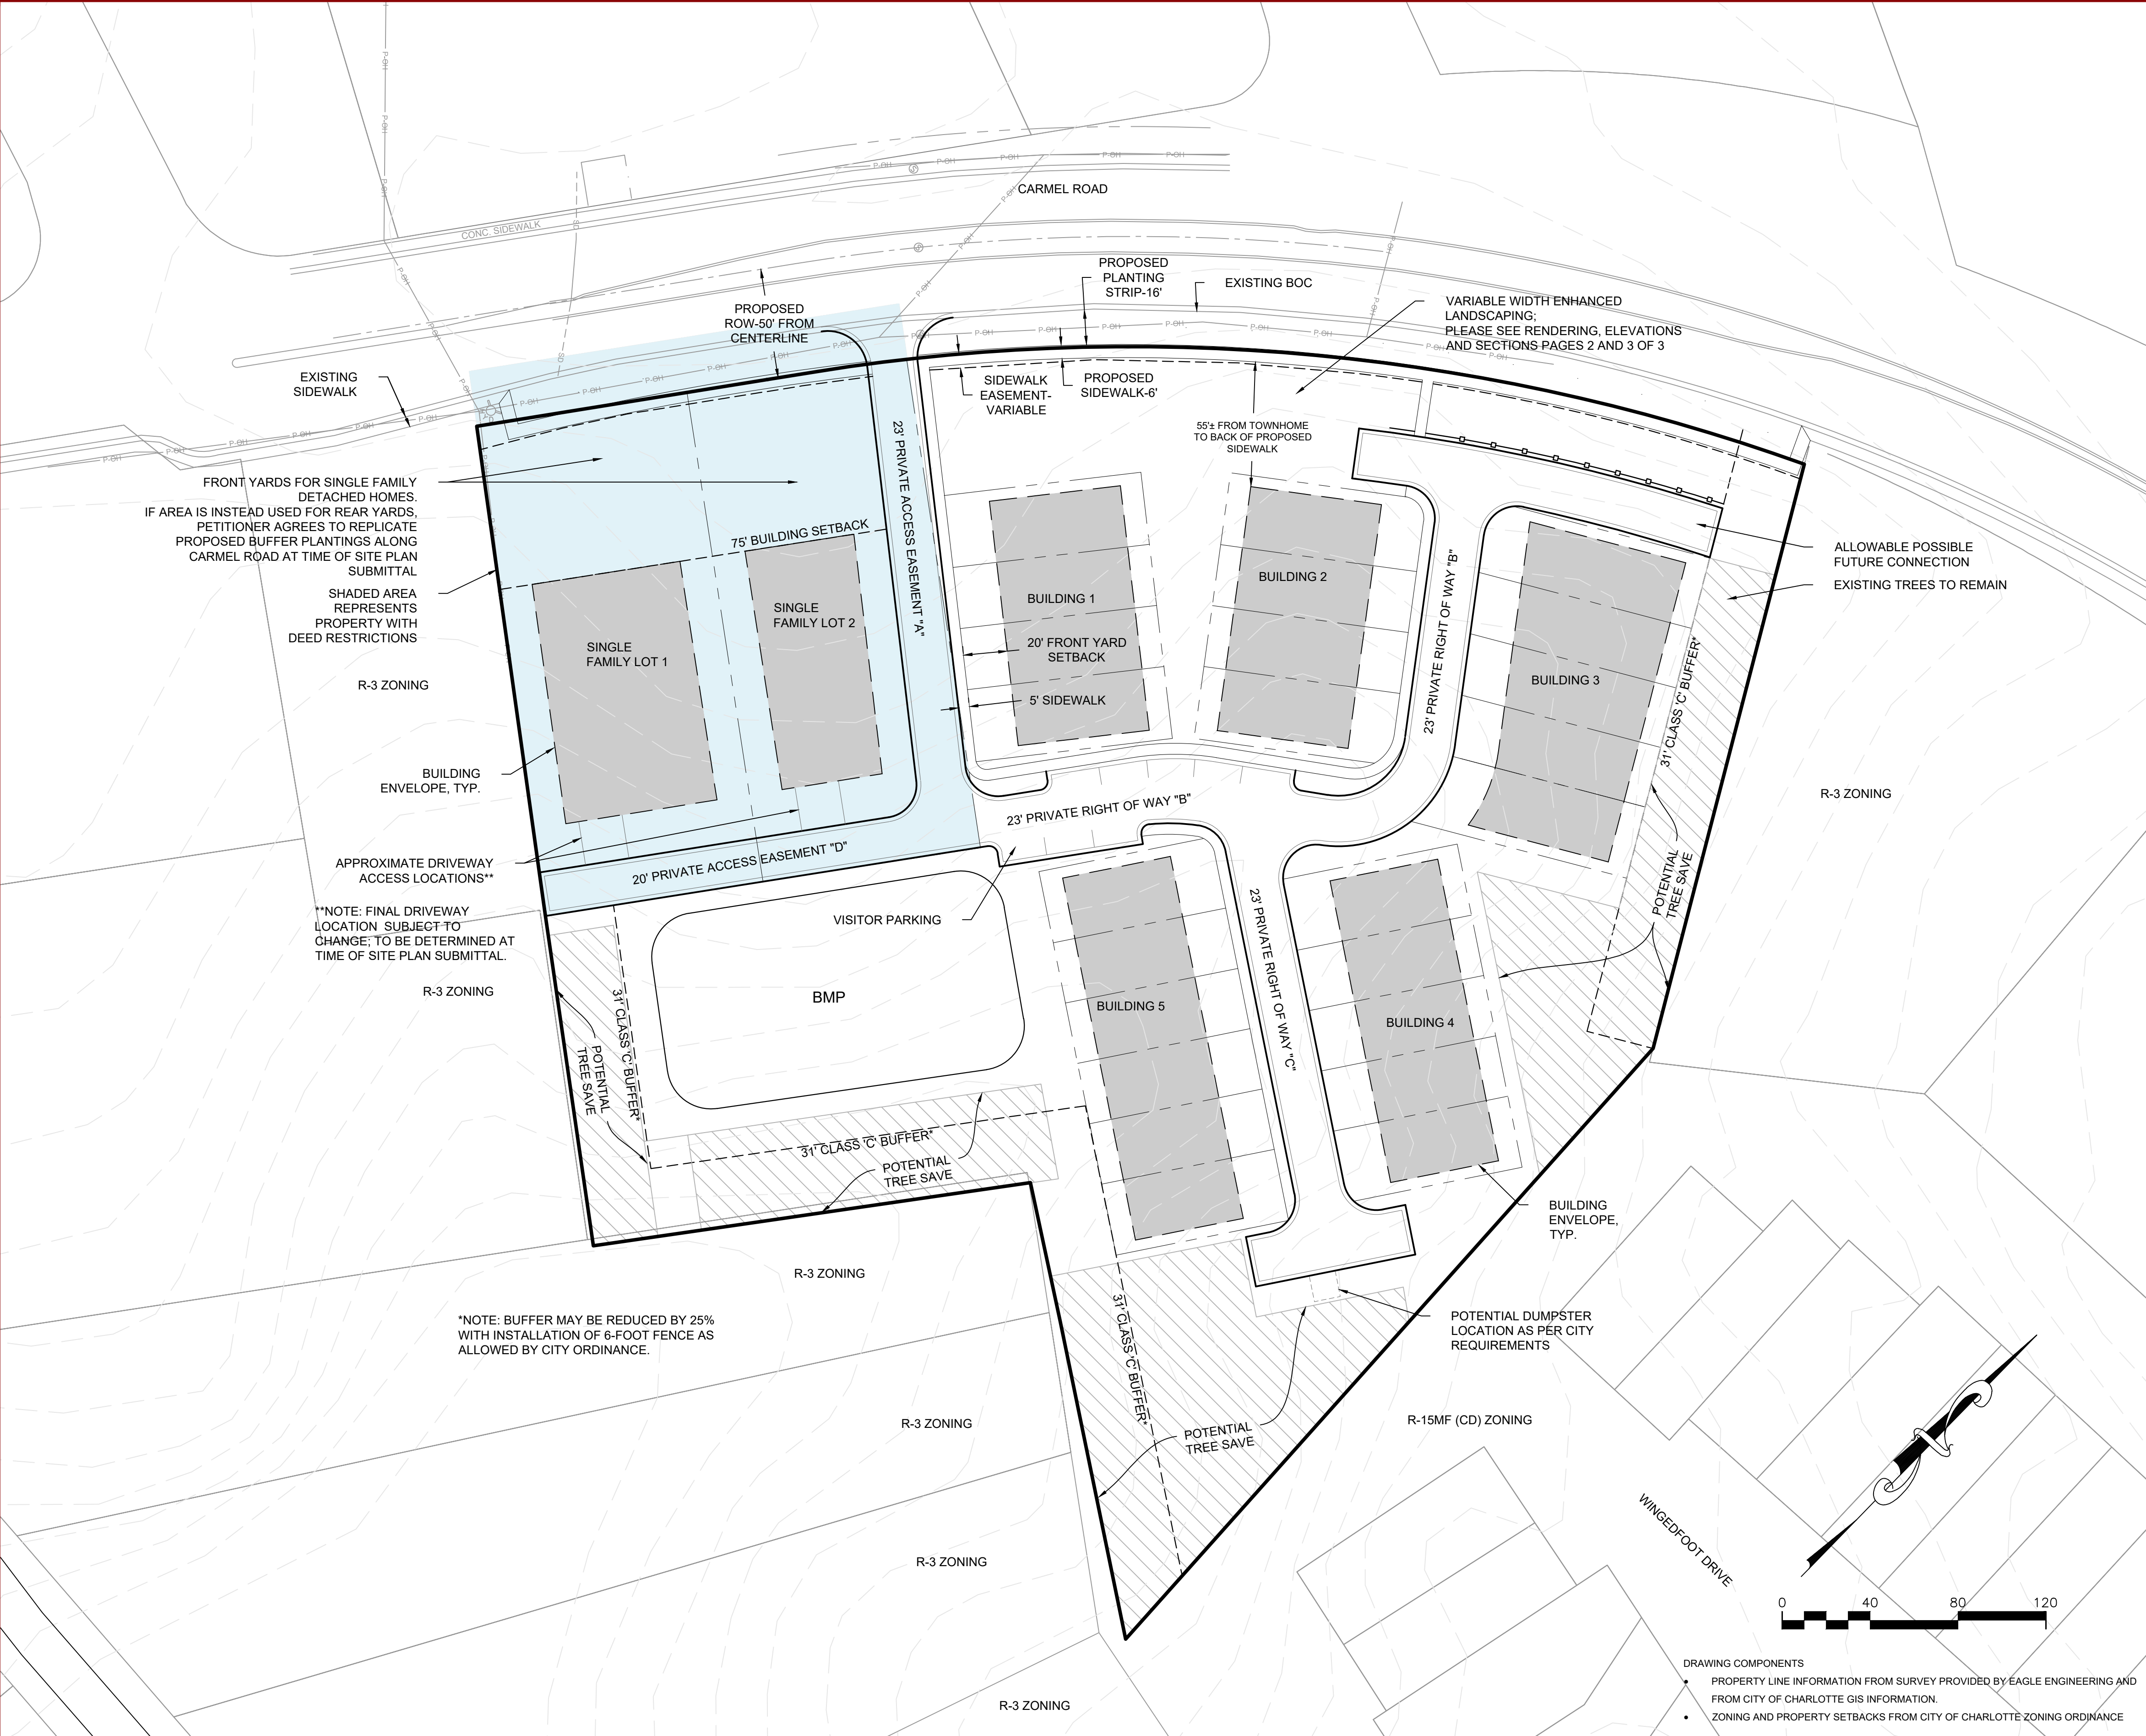 CARMEL ROAD
CONC. SIDEWALK
P-OH
SD
SD
PROPOSED
PLANTING
STRIP-16'
EXISTING BOC
VARIABLE WIDTH ENHANCED
LANDSCAPING;
PLEASE SEE RENDERING, ELEVATIONS
AND SECTIONS PAGES 2 AND 3 OF 3
PROPOSED
ROW-50' FROM
CENTERLINE
EXISTING
SIDEWALK
SIDEWALK
EASEMENT-
VARIABLE
PROPOSED
SIDEWALK-6'
55'± FROM TOWNHOME
TO BACK OF PROPOSED
SIDEWALK
FRONT YARDS FOR SINGLE FAMILY
DETACHED HOMES.
IF AREA IS INSTEAD USED FOR REAR YARDS,
PETITIONER AGREES TO REPLICATE
PROPOSED BUFFER PLANTINGS ALONG
CARMEL ROAD AT TIME OF SITE PLAN
SUBMITTAL
SHADED AREA
REPRESENTS
PROPERTY WITH
DEED RESTRICTIONS
R-3 ZONING
75' BUILDING SETBACK
23' PRIVATE ACCESS EASEMENT "A"
SINGLE
FAMILY LOT 1
SINGLE
FAMILY LOT 2
BUILDING 1
20' FRONT YARD
SETBACK
5' SIDEWALK
BUILDING 2
23' PRIVATE RIGHT OF WAY "B"
BUILDING 3
31' CLASS 'C' BUFFER*
ALLOWABLE POSSIBLE
FUTURE CONNECTION
EXISTING TREES TO REMAIN
R-3 ZONING
BUILDING
ENVELOPE, TYP.
APPROXIMATE DRIVEWAY
ACCESS LOCATIONS**
**NOTE: FINAL DRIVEWAY
LOCATION SUBJECT TO
CHANGE; TO BE DETERMINED AT
TIME OF SITE PLAN SUBMITTAL.
R-3 ZONING
20' PRIVATE ACCESS EASEMENT "D"
23' PRIVATE RIGHT OF WAY "B"
VISITOR PARKING
POTENTIAL
TREE SAVE
BMP
31' CLASS 'C' BUFFER*
POTENTIAL
TREE SAVE
31' CLASS 'C' BUFFER*
POTENTIAL
TREE SAVE
BUILDING 5
23' PRIVATE RIGHT OF WAY "C"
BUILDING 4
BUILDING
ENVELOPE,
TYP.
R-3 ZONING
*NOTE: BUFFER MAY BE REDUCED BY 25%
WITH INSTALLATION OF 6-FOOT FENCE AS
ALLOWED BY CITY ORDINANCE.
31' CLASS 'C' BUFFER*
POTENTIAL DUMPSTER
LOCATION AS PER CITY
REQUIREMENTS
POTENTIAL
TREE SAVE
R-3 ZONING
R-15MF (CD) ZONING
R-3 ZONING
WINGEDFOOT DRIVE
R-3 ZONING
0 40 80 120
DRAWING COMPONENTS
• PROPERTY LINE INFORMATION FROM SURVEY PROVIDED BY EAGLE ENGINEERING AND
FROM CITY OF CHARLOTTE GIS INFORMATION.
• ZONING AND PROPERTY SETBACKS FROM CITY OF CHARLOTTE ZONING ORDINANCE